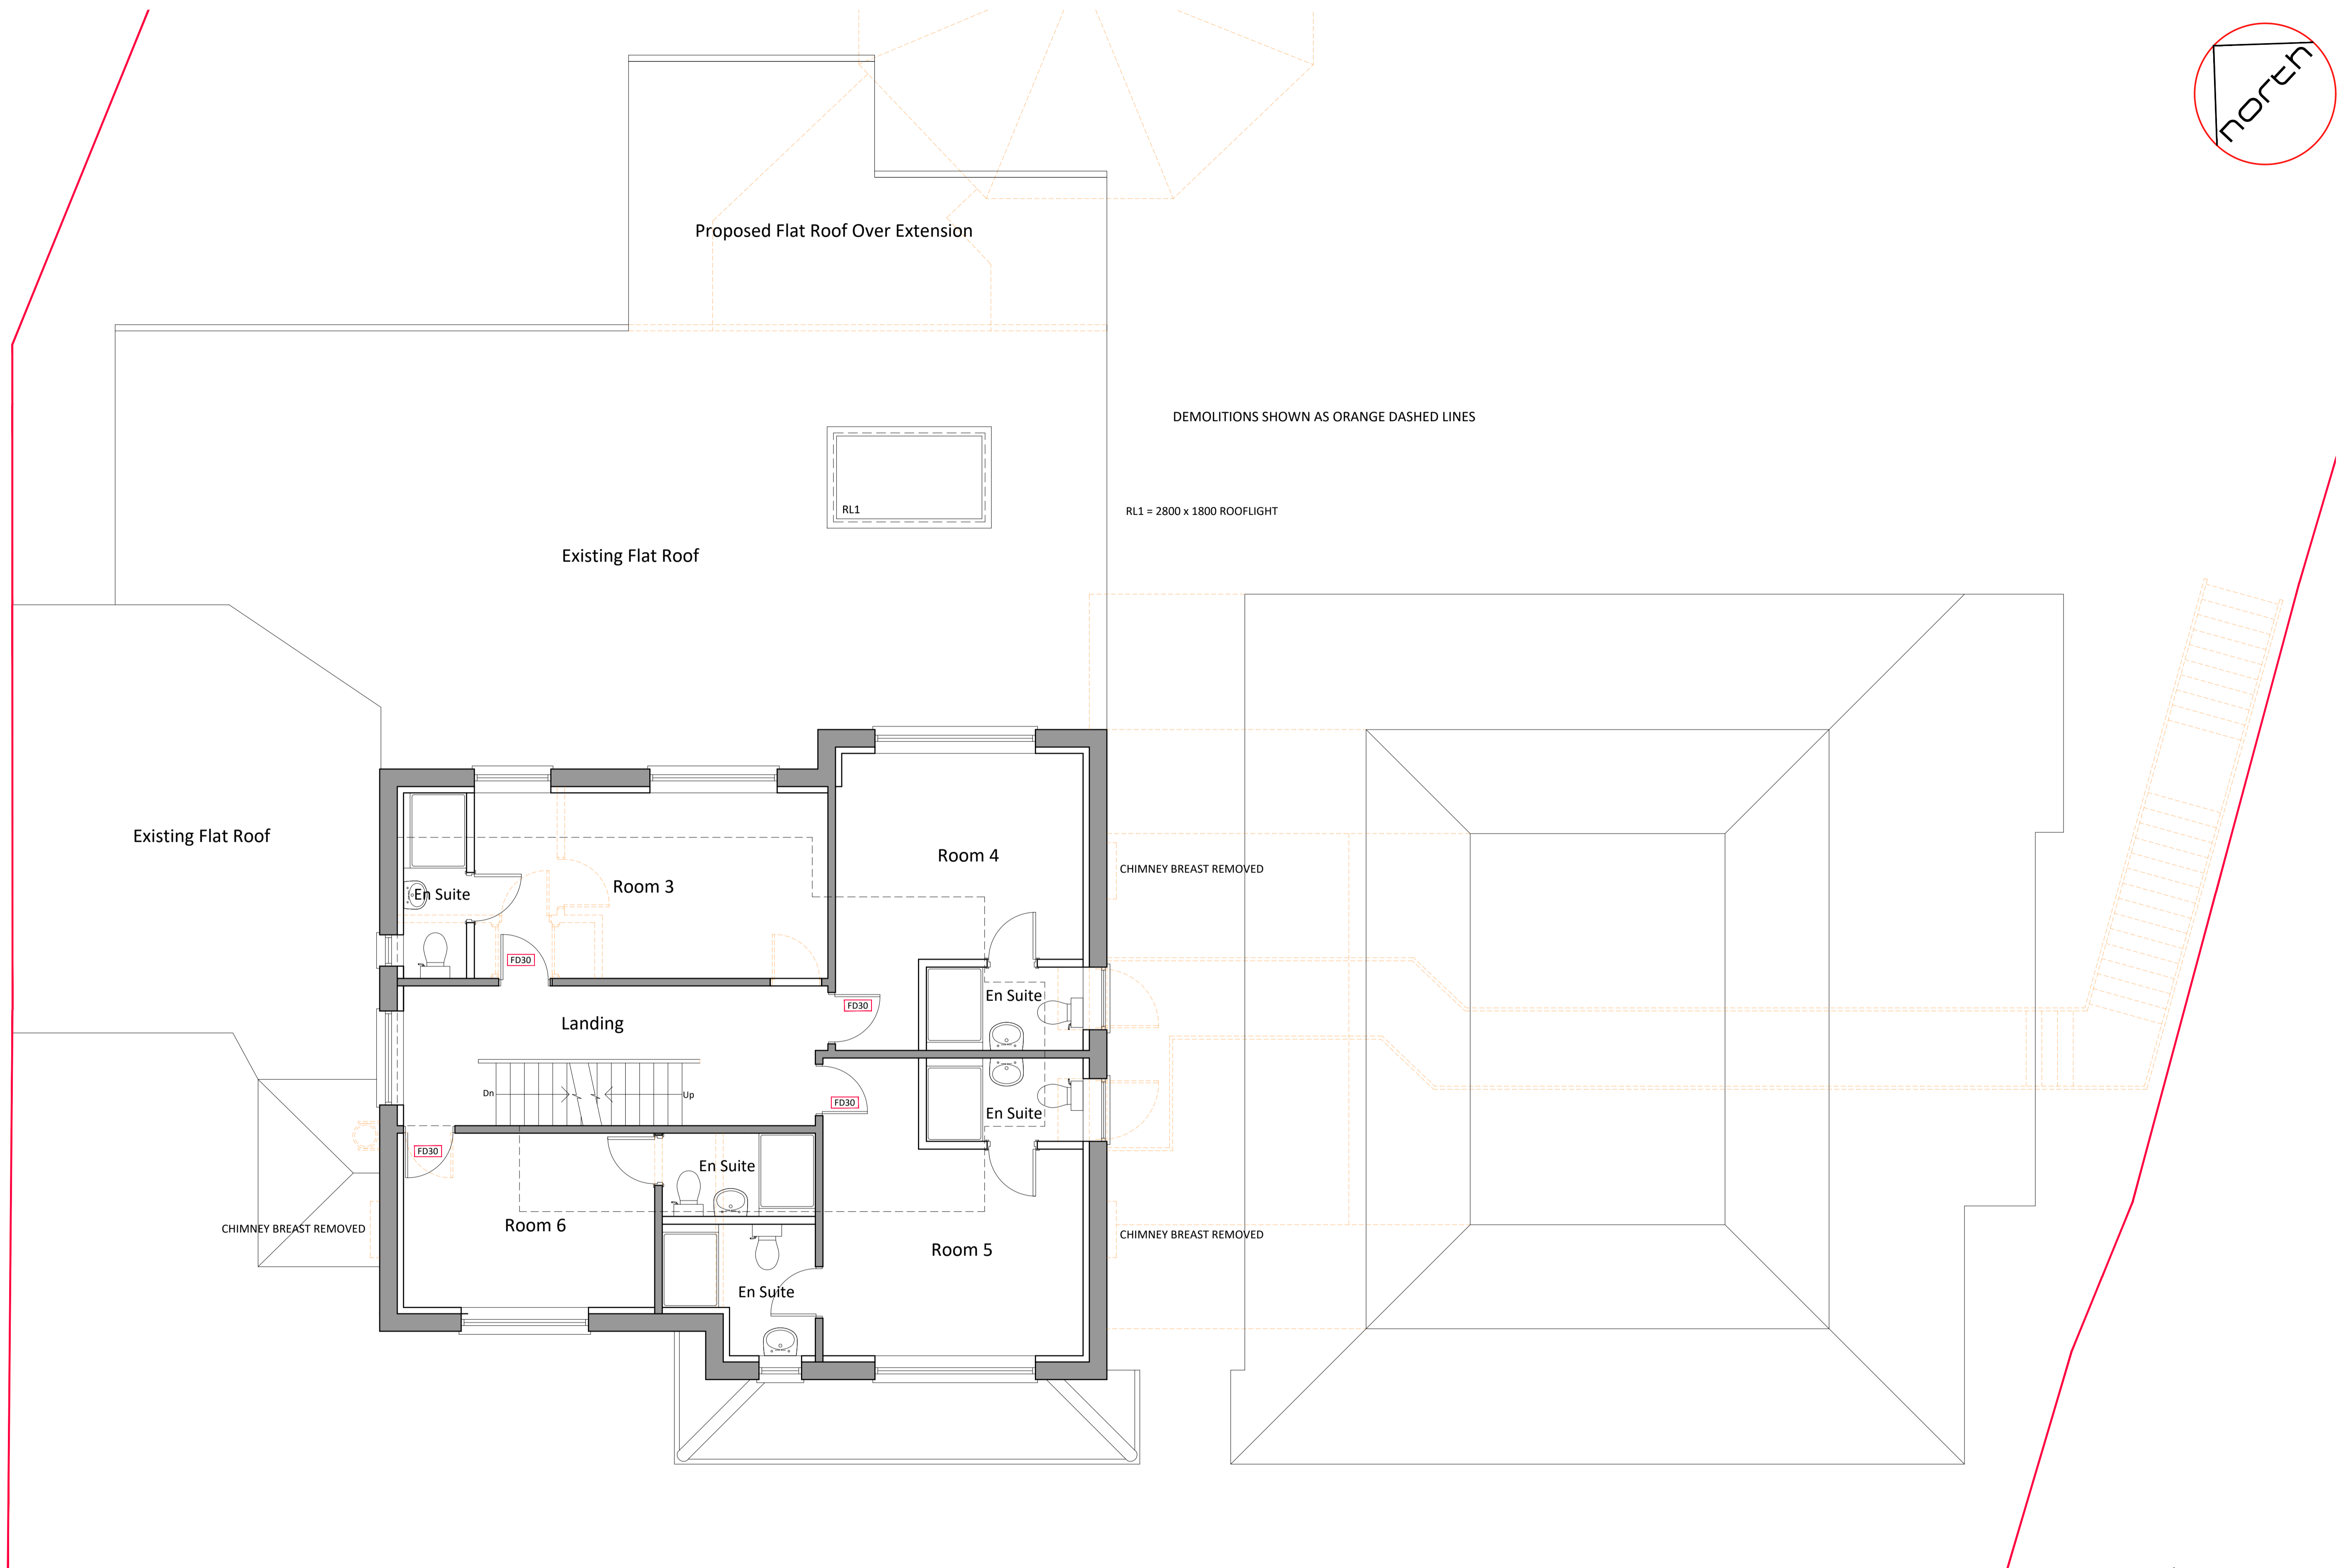 north
Proposed Flat Roof Over Extension
DEMOLITIONS SHOWN AS ORANGE DASHED LINES
RL1
RL1 = 2800 x 1800 ROOFLIGHT
Existing Flat Roof
Existing Flat Roof
Room 4
CHIMNEY BREAST REMOVED
Room 3
En Suite
FD30
En Suite
FD30
Landing
Dn
Up
FD30
En Suite
FD30
En Suite
Room 6
CHIMNEY BREAST REMOVED
CHIMNEY BREAST REMOVED
Room 5
En Suite